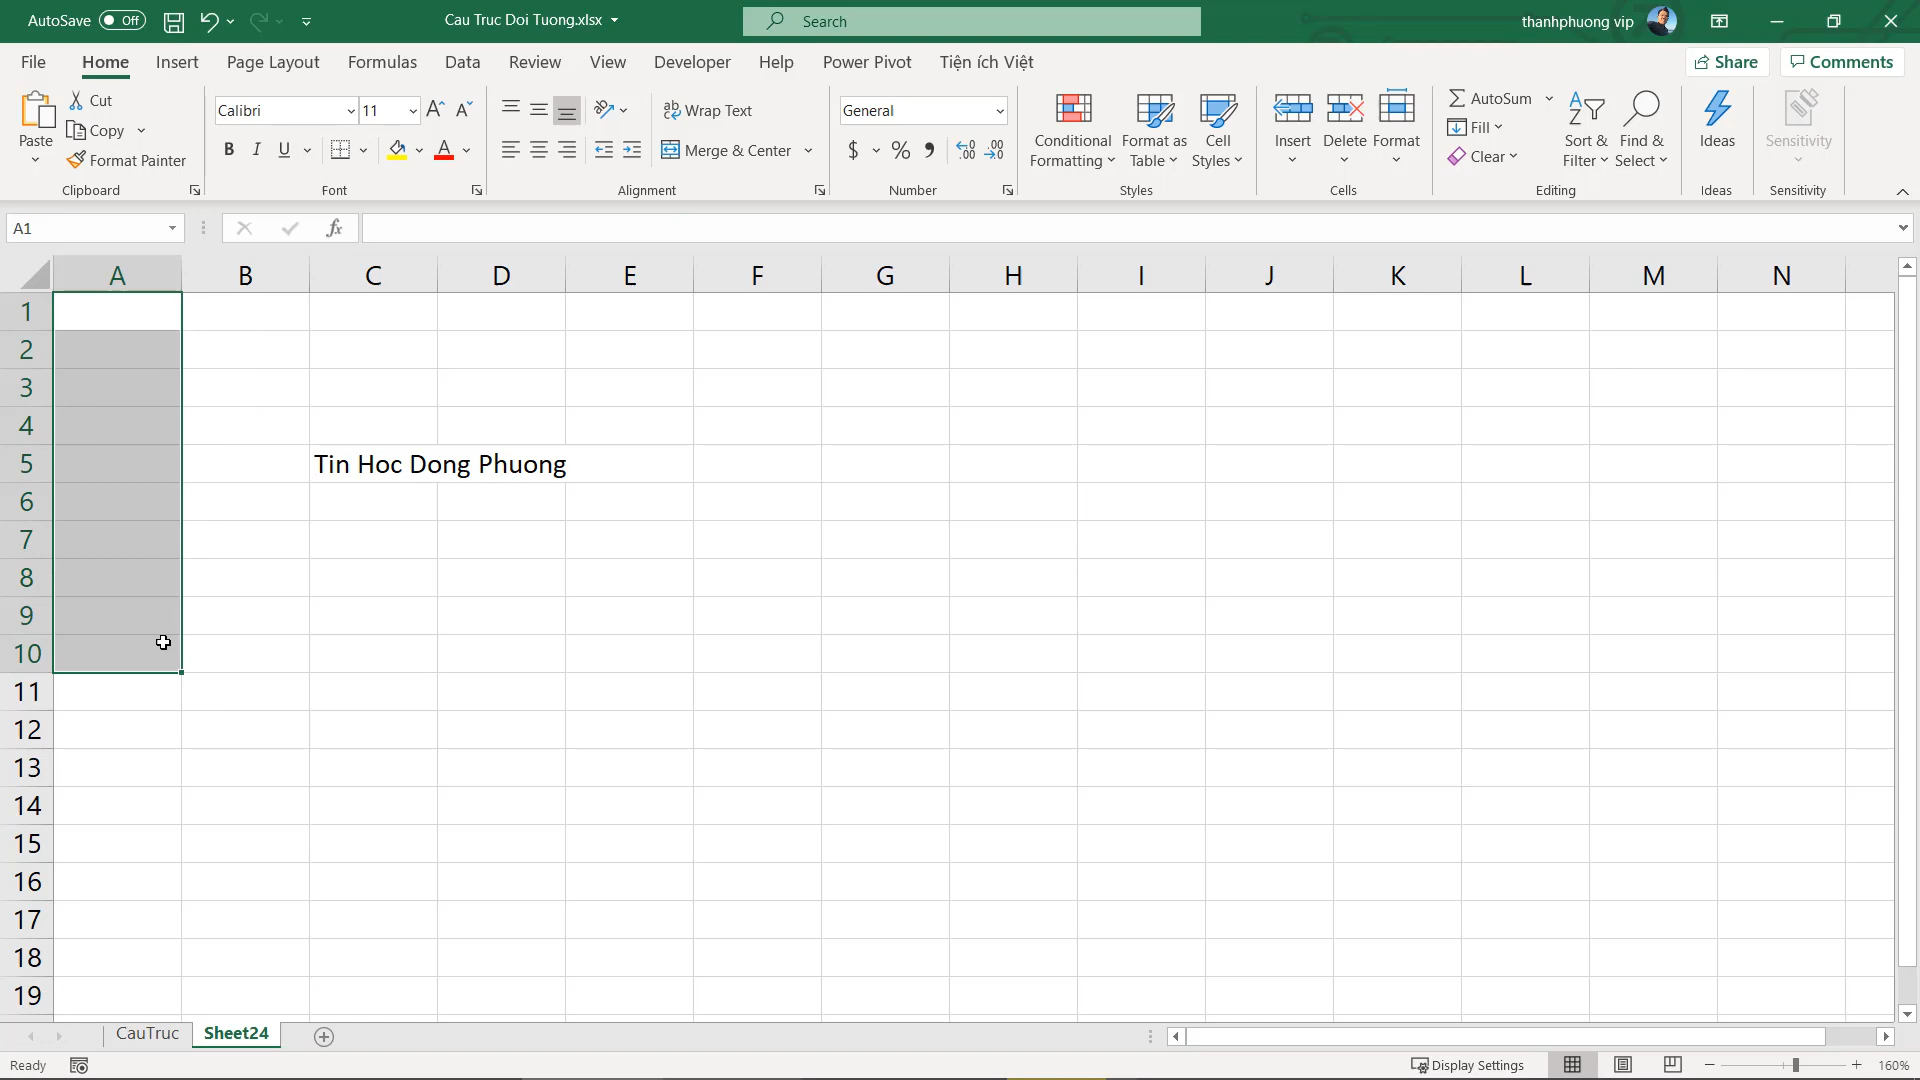 AutoSave Off Cau Truc Doi Tuong.xlsx Search thanhphuong vip
File Home Insert Page Layout Formulas Data Review View Developer Help Power Pivot Tiện ích Việt Share Comments
Paste Cut Copy Format Painter
Clipboard
Calibri 11
B I U A
Font
ab Wrap Text
Merge & Center
Alignment
General
$ % 9 .00 .00
Number
Conditional Formatting Format as Table Cell Styles
Styles
Insert Delete Format
Cells
AutoSum Fill Clear Sort & Filter Find & Select
Editing
Ideas
Ideas
Sensitivity
Sensitivity
A1 fx
A B C D E F G H I J K L M N
1
2
3
4
5 Tin Hoc Dong Phuong
6
7
8
9
10
11
12
13
14
15
16
17
18
19
CauTruc Sheet24
Ready Display Settings 160%